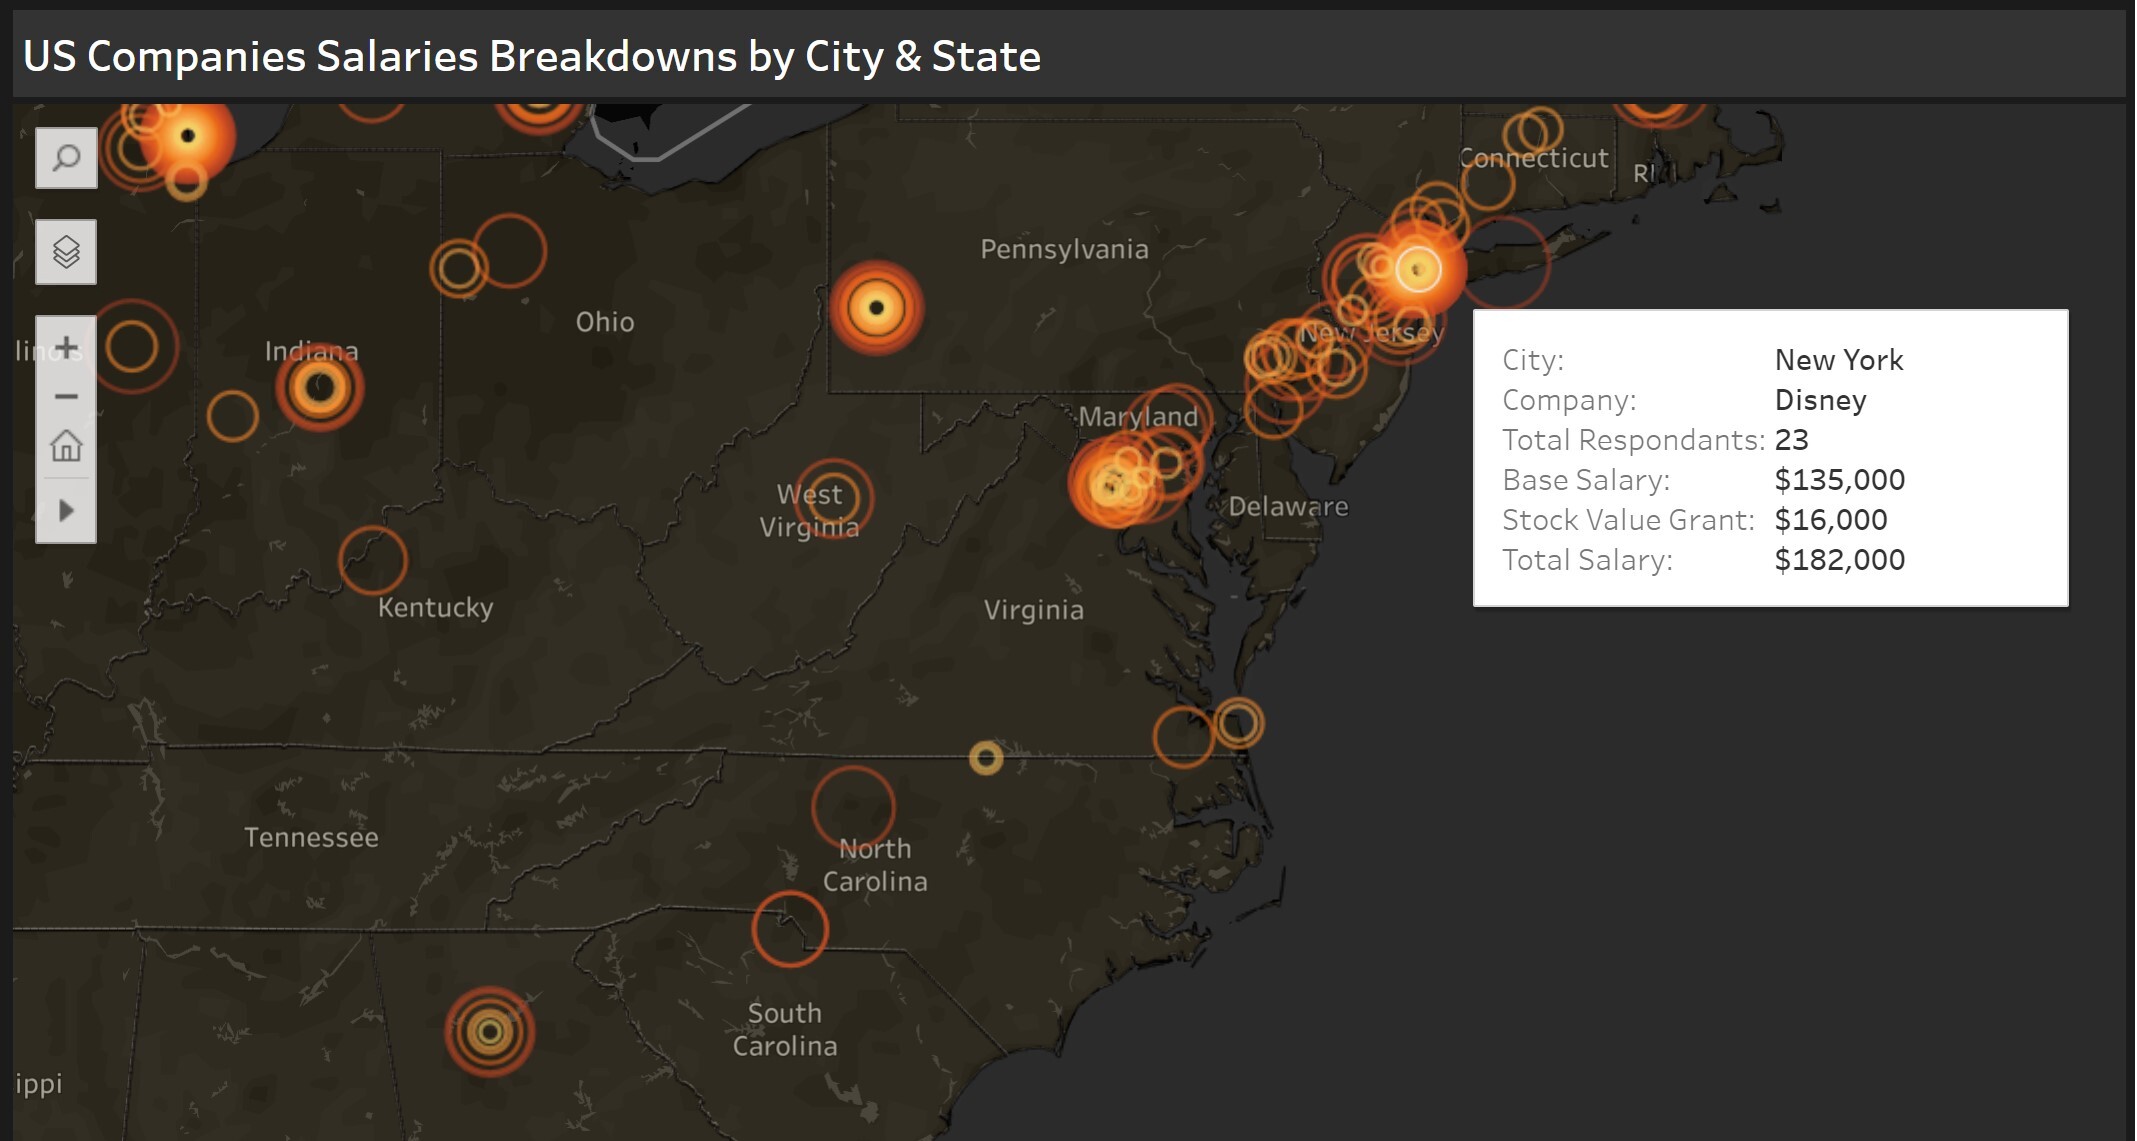 US Companies Salaries Breakdowns by City & State
Connecticut
RI
Pennsylvania
Ohio
New Jersey
Indiana
Maryland
West
Virginia
Delaware
Kentucky
Virginia
Tennessee
North
Carolina
South
Carolina
ippi
City: New York
Company: Disney
Total Respondants: 23
Base Salary: $135,000
Stock Value Grant: $16,000
Total Salary: $182,000